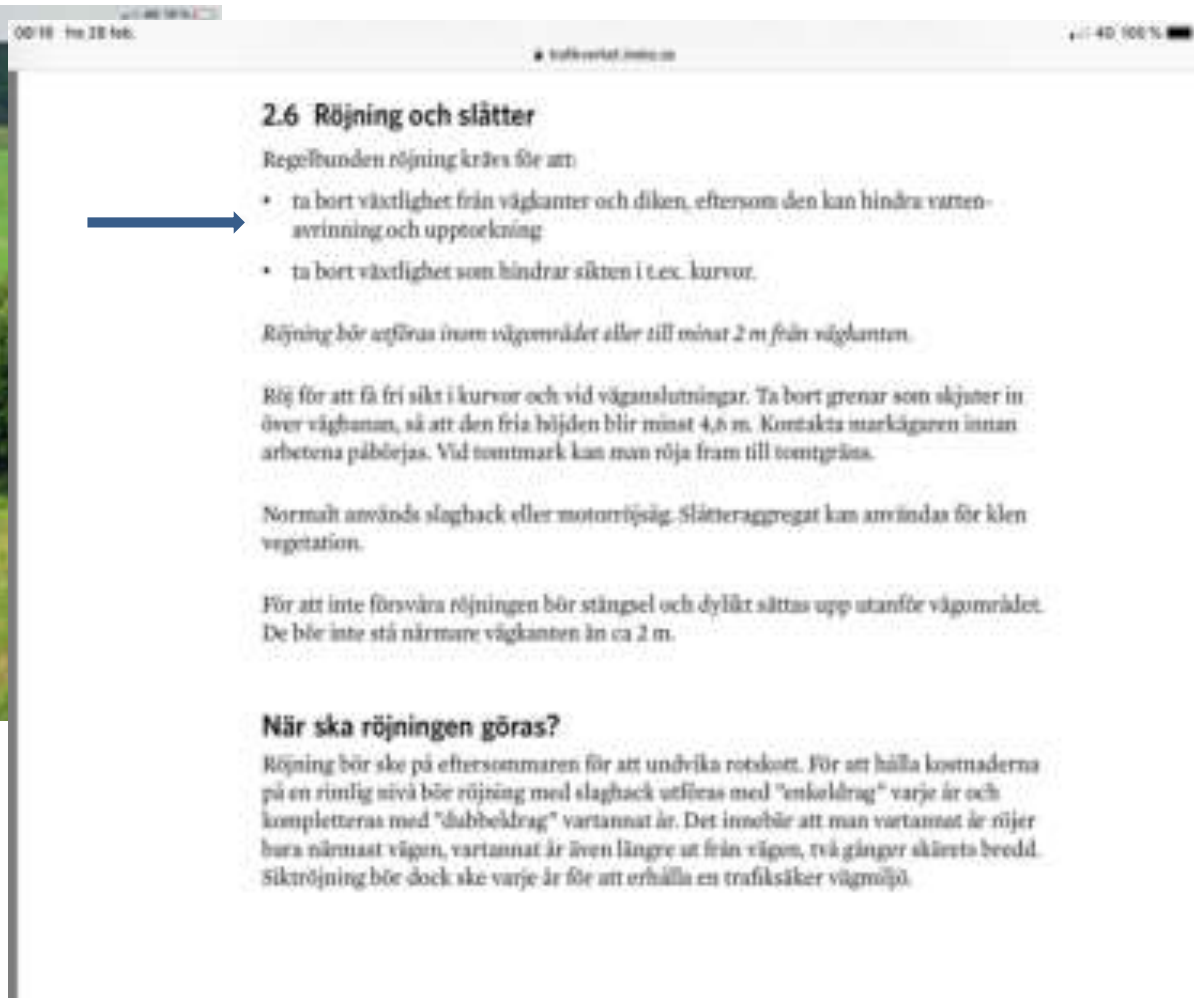 00:10 fre 28 feb.
4G 100 %
2.6 Röjning och slåtter
Regelbunden röjning krävs för att:
• ta bort växtlighet från vägkanter och diken, eftersom den kan hindra vatten-
avrinning och upptorkning
• ta bort växtlighet som hindrar sikten i t.ex. kurvor.
Röjning bör utföras inom vägområdet eller till minst 2 m från vägkanten.
Röj för att få fri sikt i kurvor och vid väganslutningar. Ta bort grenar som skjuter in
över vägbanan, så att den fria höjden blir minst 4,6 m. Kontakta markägaren innan
arbetena påbörjas. Vid tomtmark kan man röja fram till tomtgräns.
Normalt används slaghack eller motorröjsåg. Slåtteraggregat kan användas för klen
vegetation.
För att inte försvåra röjningen bör stängsel och dylikt sättas upp utanför vägområdet.
De bör inte stå närmare vägkanten än ca 2 m.
När ska röjningen göras?
Röjning bör ske på eftersommaren för att undvika rotskott. För att hålla kostnaderna
på en rimlig nivå bör röjning med slaghack utföras med "enkeldrag" varje år och
kompletteras med "dubbeldrag" vartannat år. Det innebär att man vartannat år röjer
bara närmast vägen, vartannat år även längre ut från vägen, två gånger skärets bredd.
Siktröjning bör dock ske varje år för att erhålla en trafiksäker vägmiljö.